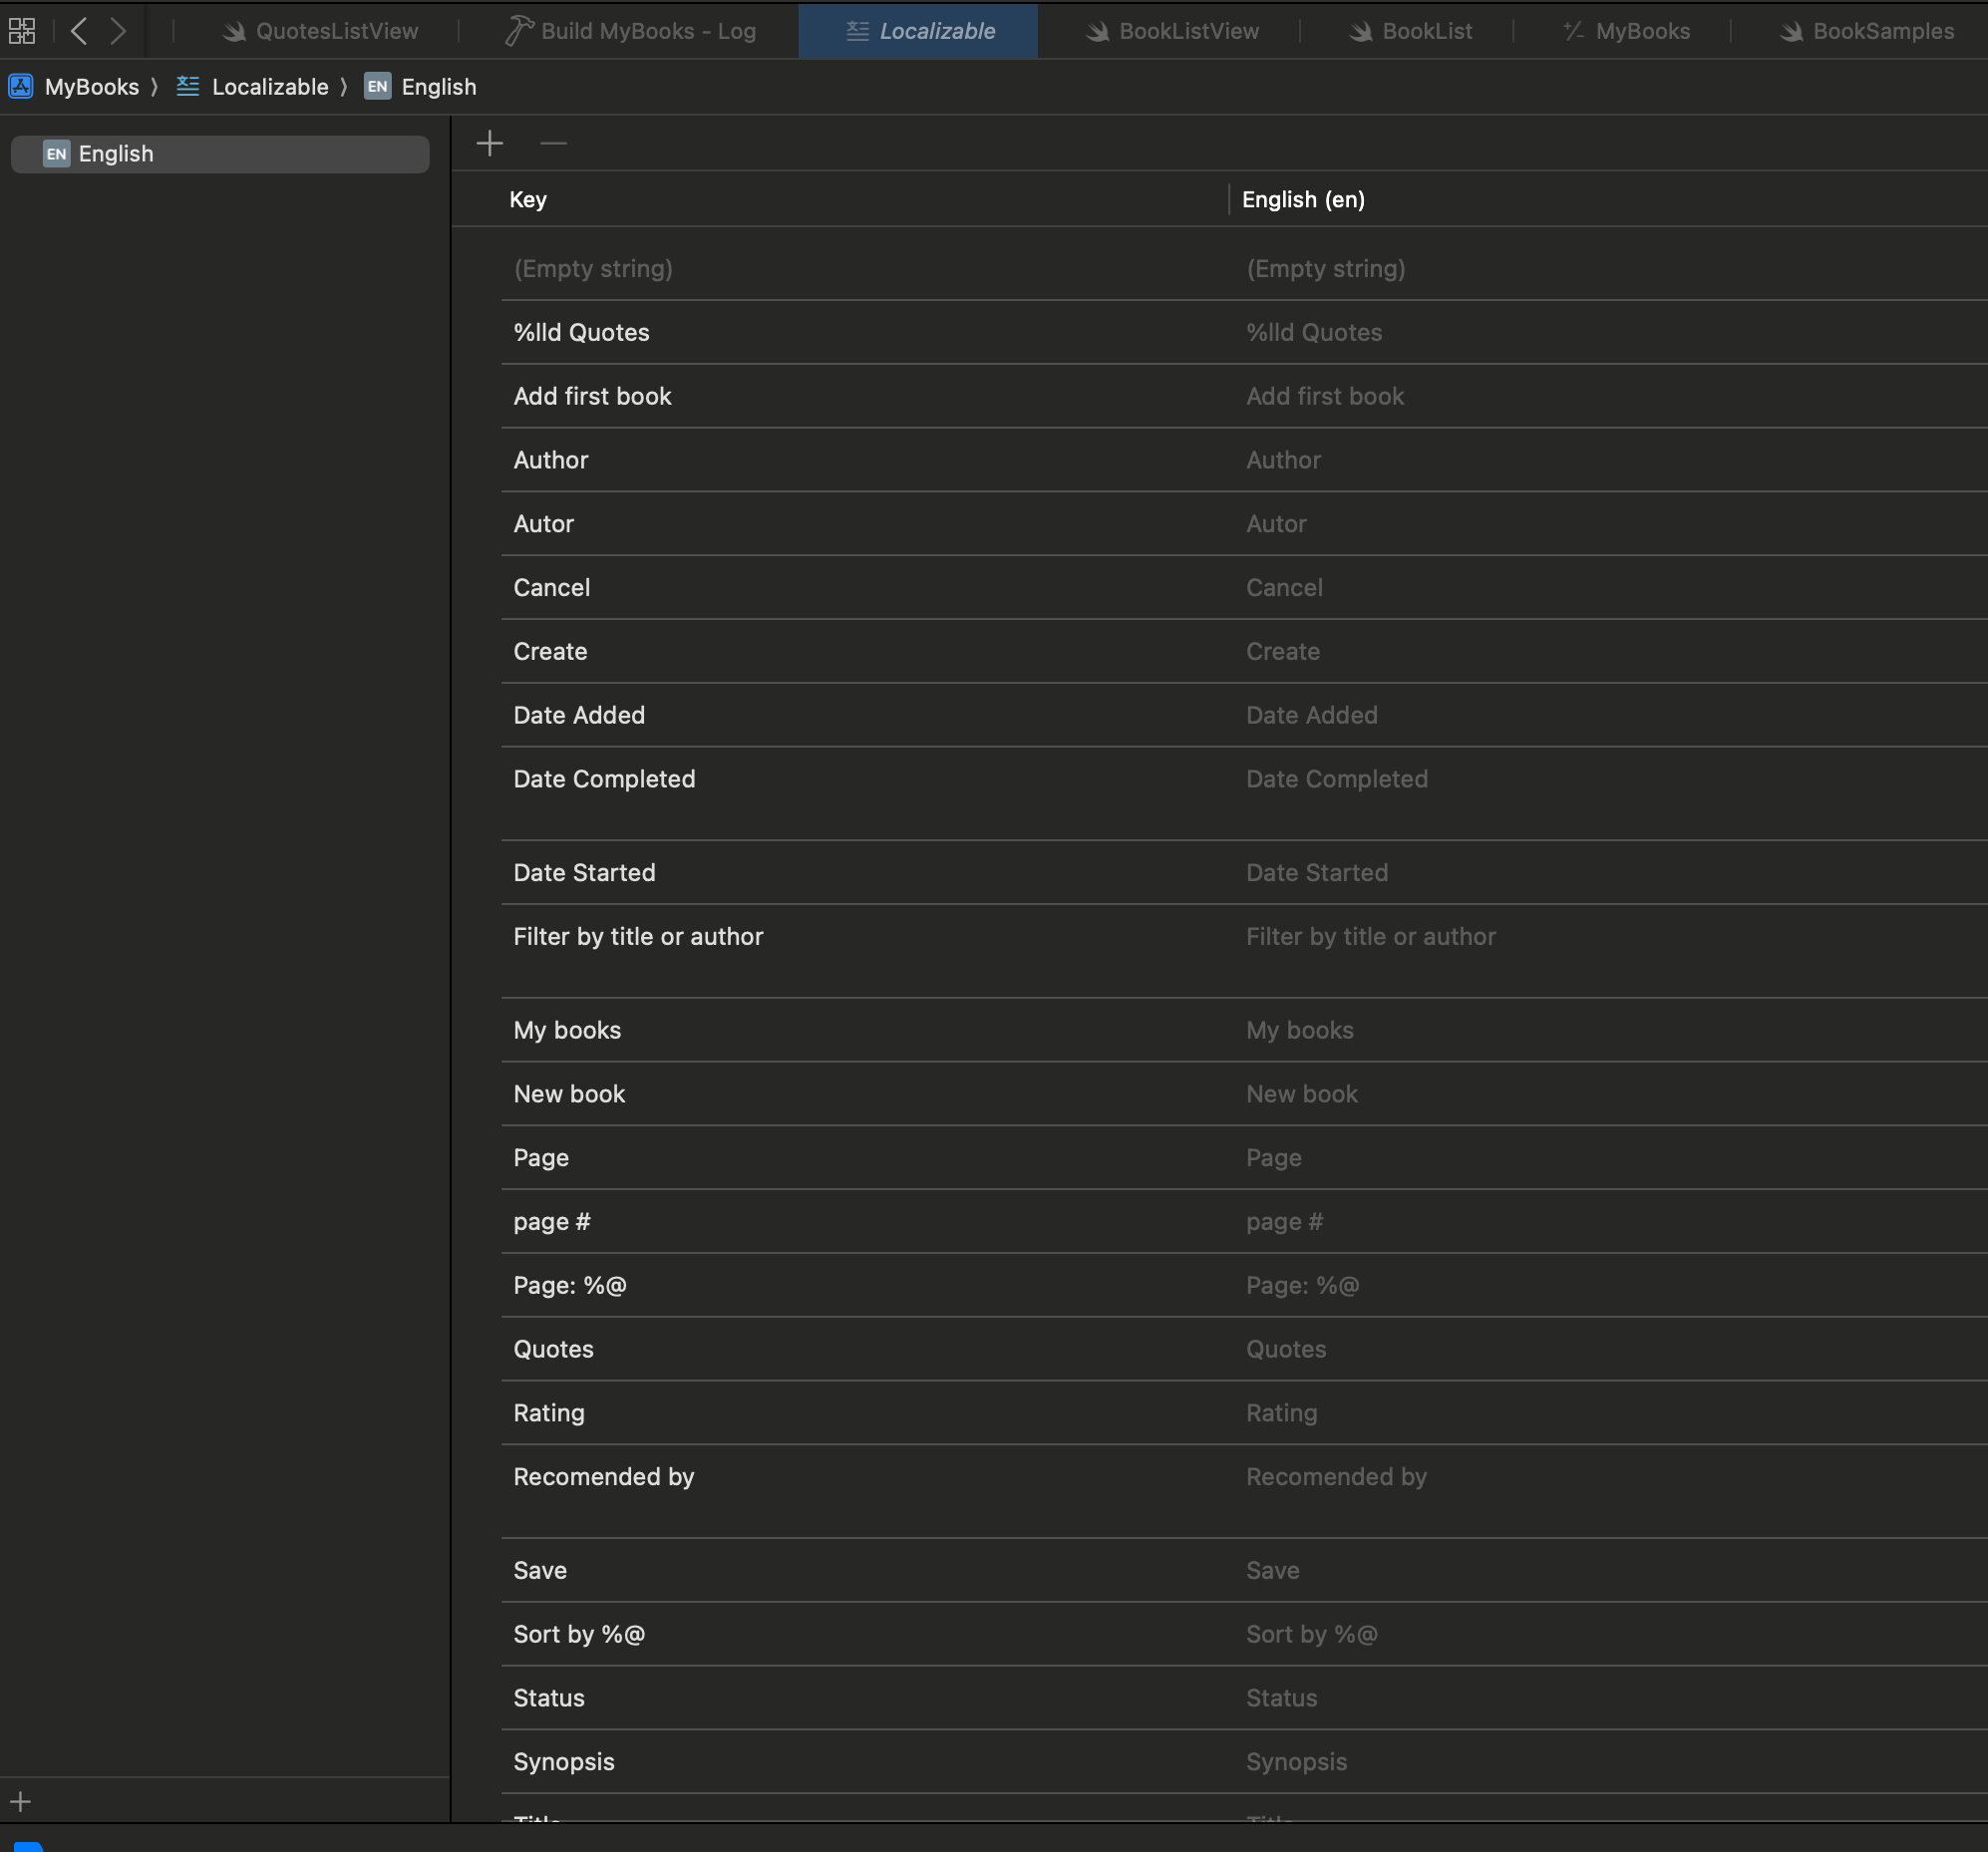 QuotesListView
Build MyBooks - Log
Localizable
BookListView
BookList
MyBooks
BookSamples
MyBooks 〉 Localizable 〉 EN English
EN English
Key English (en)
(Empty string) (Empty string)
%lld Quotes %lld Quotes
Add first book Add first book
Author Author
Autor Autor
Cancel Cancel
Create Create
Date Added Date Added
Date Completed Date Completed
Date Started Date Started
Filter by title or author Filter by title or author
My books My books
New book New book
Page Page
page # page #
Page: %@ Page: %@
Quotes Quotes
Rating Rating
Recomended by Recomended by
Save Save
Sort by %@ Sort by %@
Status Status
Synopsis Synopsis